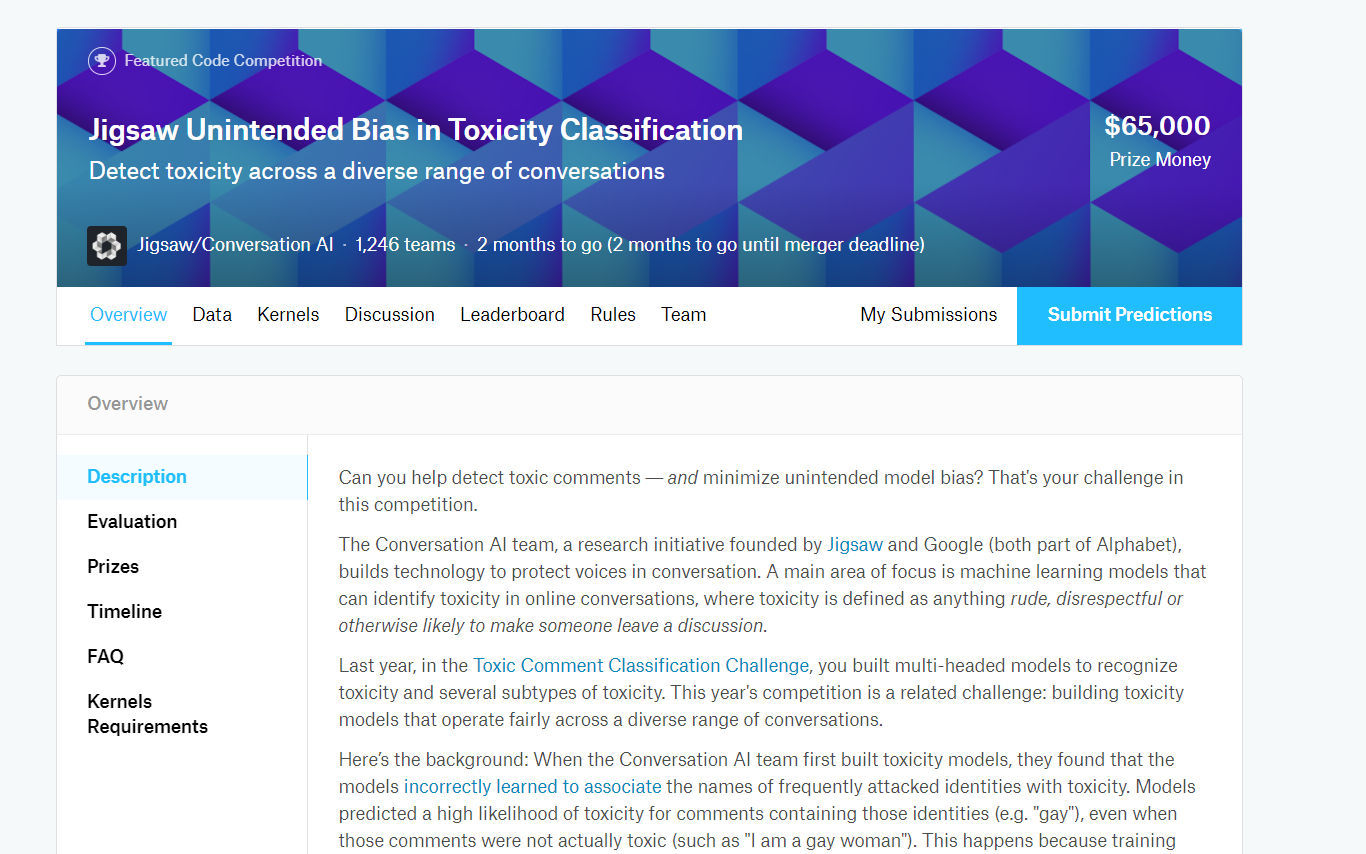 Featured Code Competition
Jigsaw Unintended Bias in Toxicity Classification
Detect toxicity across a diverse range of conversations
$65,000
Prize Money
Jigsaw/Conversation AI · 1,246 teams · 2 months to go (2 months to go until merger deadline)
Overview Data Kernels Discussion Leaderboard Rules Team My Submissions Submit Predictions
Overview
Description
Evaluation
Prizes
Timeline
FAQ
Kernels
Requirements
Can you help detect toxic comments — and minimize unintended model bias? That's your challenge in
this competition.
The Conversation AI team, a research initiative founded by Jigsaw and Google (both part of Alphabet),
builds technology to protect voices in conversation. A main area of focus is machine learning models that
can identify toxicity in online conversations, where toxicity is defined as anything rude, disrespectful or
otherwise likely to make someone leave a discussion.
Last year, in the Toxic Comment Classification Challenge, you built multi-headed models to recognize
toxicity and several subtypes of toxicity. This year's competition is a related challenge: building toxicity
models that operate fairly across a diverse range of conversations.
Here’s the background: When the Conversation AI team first built toxicity models, they found that the
models incorrectly learned to associate the names of frequently attacked identities with toxicity. Models
predicted a high likelihood of toxicity for comments containing those identities (e.g. "gay"), even when
those comments were not actually toxic (such as "I am a gay woman"). This happens because training